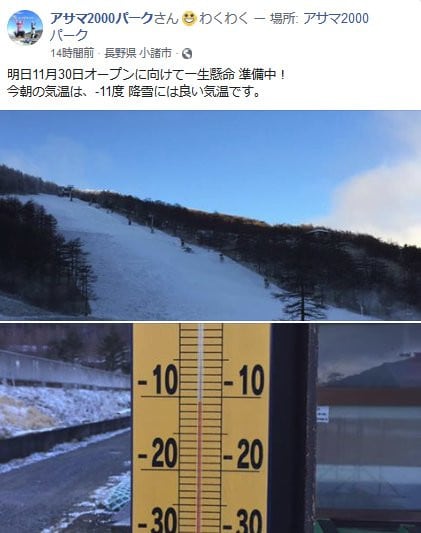 アサマ2000パークさん わくわく — 場所: アサマ2000
パーク
14時間前・長野県 小諸市・
明日11月30日オープンに向けて一生懸命 準備中！
今朝の気温は、-11度 降雪には良い気温です。
-10 -10
-20 -20
-30 -30